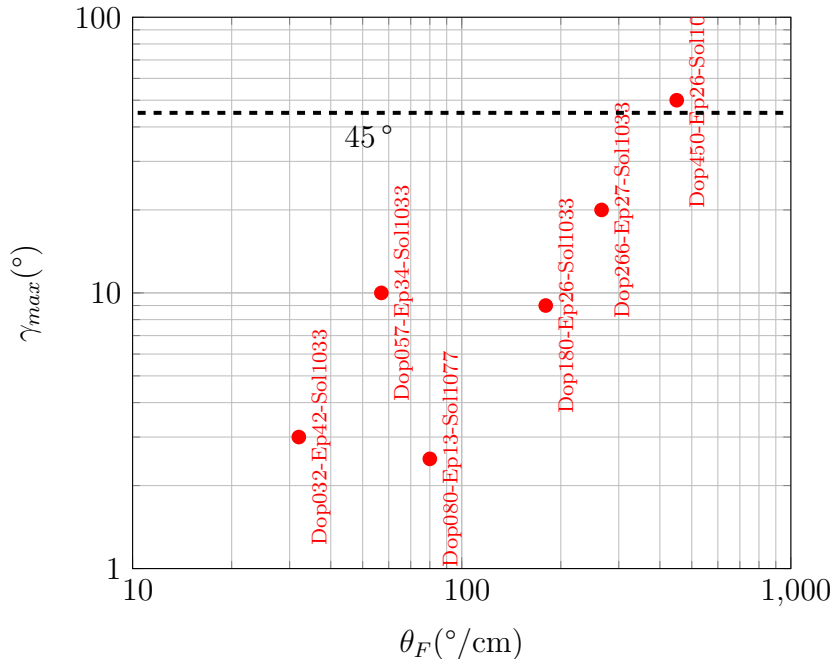 100
10
1
γmax(°)
45°
Dop032-Ep42-Sol1033
Dop057-Ep34-Sol1033
Dop080-Ep13-Sol1077
Dop180-Ep26-Sol1033
Dop266-Ep27-Sol1033
Dop450-Ep26-Sol10
10
100
1,000
θF(°/cm)